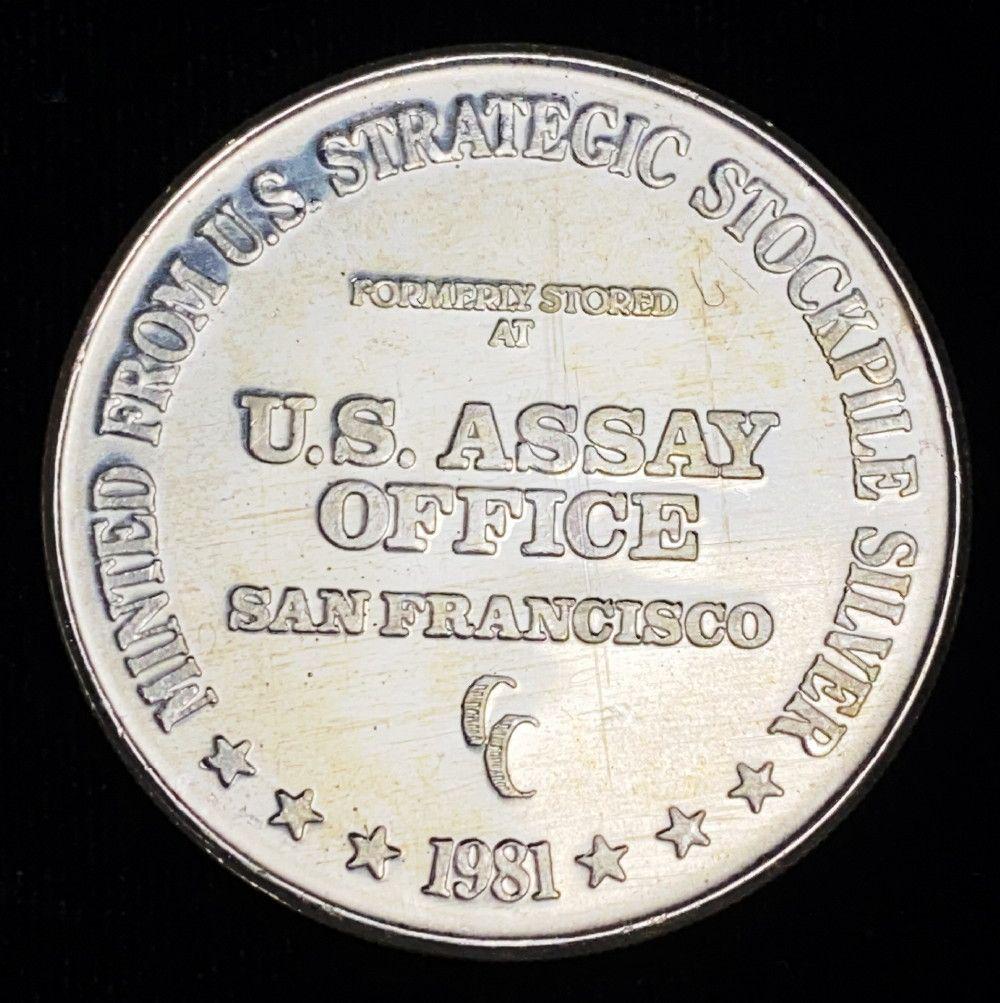 MINTED FROM U.S. STRATEGIC STOCKPILE SILVER
FORMERLY STORED
AT
U.S. ASSAY
OFFICE
SAN FRANCISCO
1981